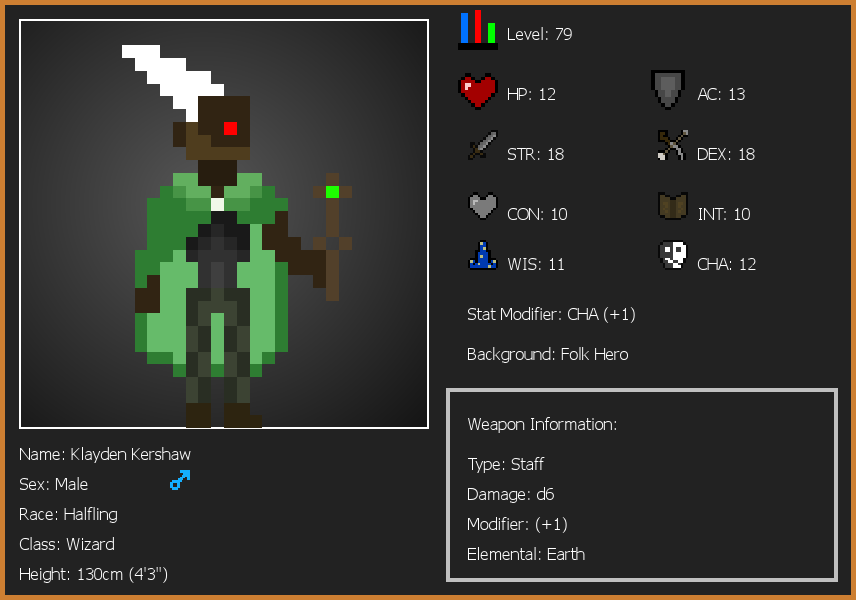 Level: 79
HP: 12
AC: 13
STR: 18
DEX: 18
CON: 10
INT: 10
WIS: 11
CHA: 12
Stat Modifier: CHA (+1)
Background: Folk Hero
Weapon Information:
Type: Staff
Damage: d6
Modifier: (+1)
Elemental: Earth
Name: Klayden Kershaw
Sex: Male
Race: Halfling
Class: Wizard
Height: 130cm (4'3")